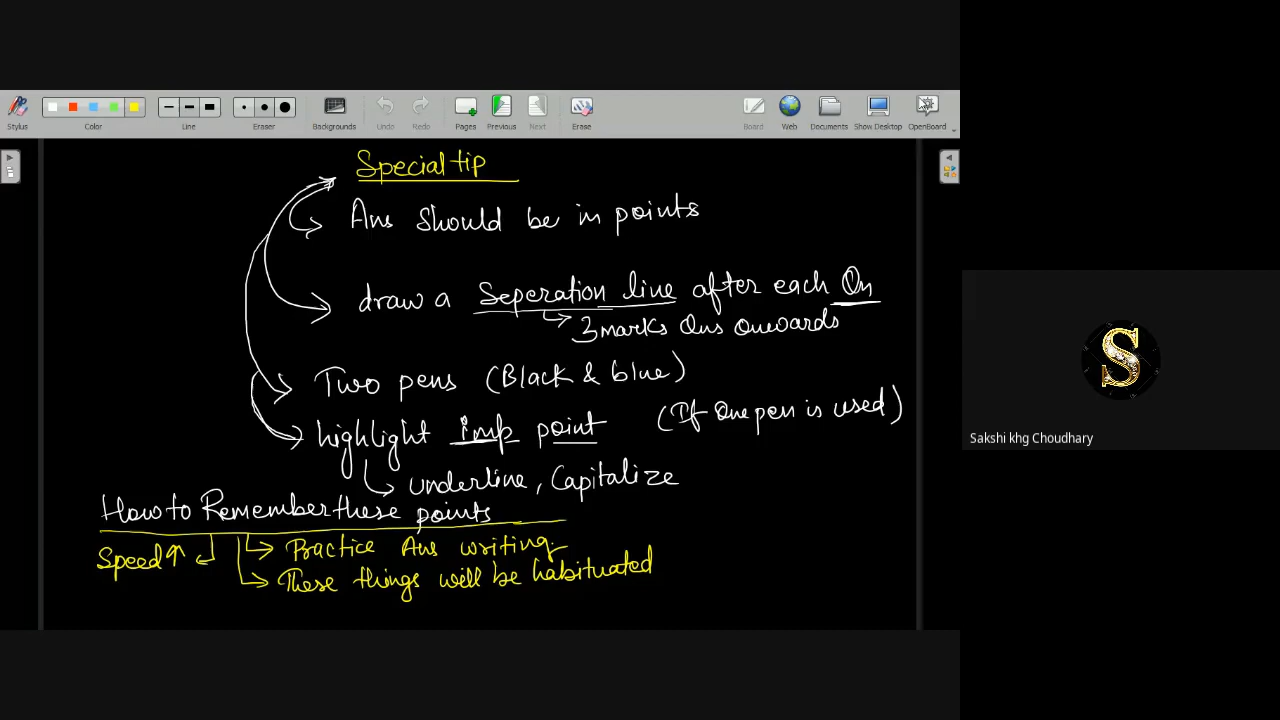 Stylus
Color
Line
Eraser
Backgrounds
Undo
Redo
Pages
Previous
Next
Erase
Board
Web
Documents
Show Desktop
OpenBoard
Special tip
Ans should be in points
draw a Seperation line after each Qn
3 marks Qns onwards
Two pens (Black & blue)
highlight imp point (If One pen is used)
underline, Capitalize
How to Remember these points
Speed ↑
Practice Ans writing
These things will be habituated
S
Sakshi khg Choudhary